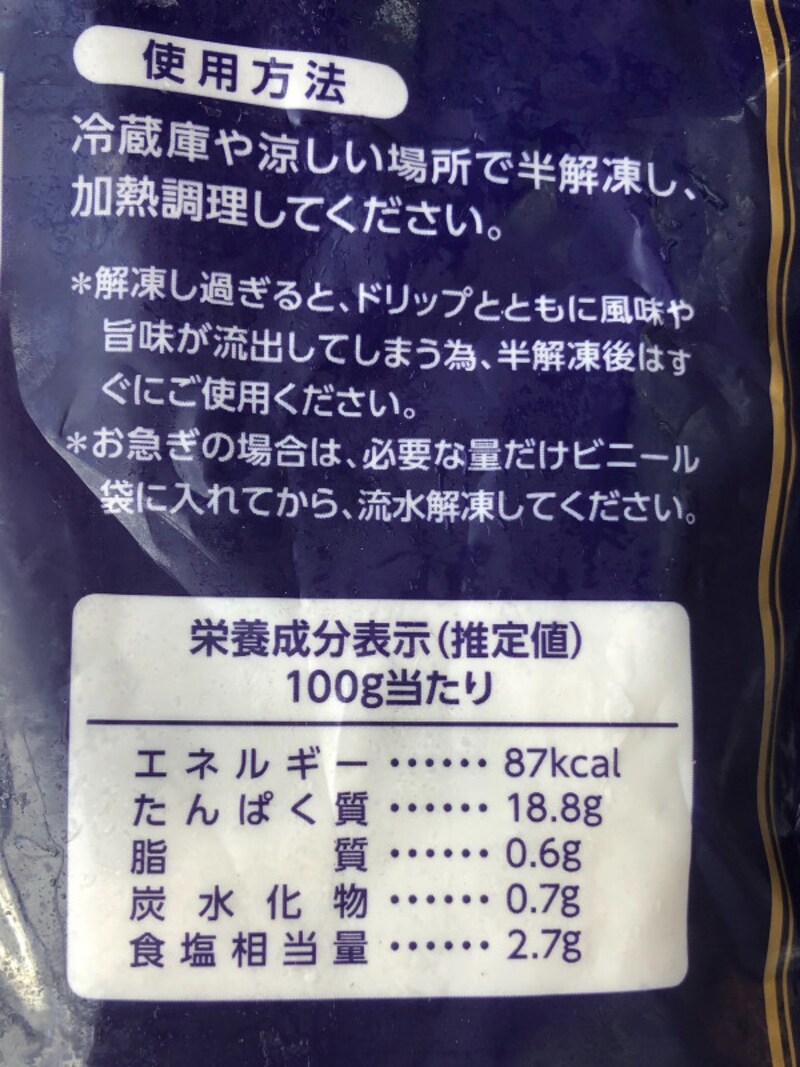 使用方法
冷蔵庫や涼しい場所で半解凍し、
加熱調理してください。
*解凍し過ぎると、ドリップとともに風味や
旨味が流出してしまう為、半解凍後はす
ぐにご使用ください。
*お急ぎの場合は、必要な量だけビニール
袋に入れてから、流水解凍してください。
栄養成分表示(推定値)
100g当たり
エネルギー……87kcal
たんぱく質……18.8g
脂質……0.6g
炭水化物……0.7g
食塩相当量……2.7g